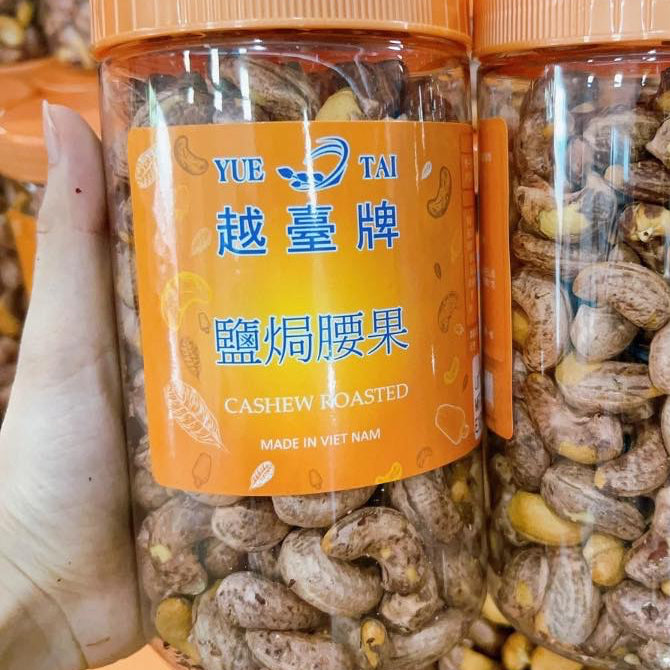 YUE TAI
越臺牌
鹽焗腰果
CASHEW ROASTED
MADE IN VIET NAM